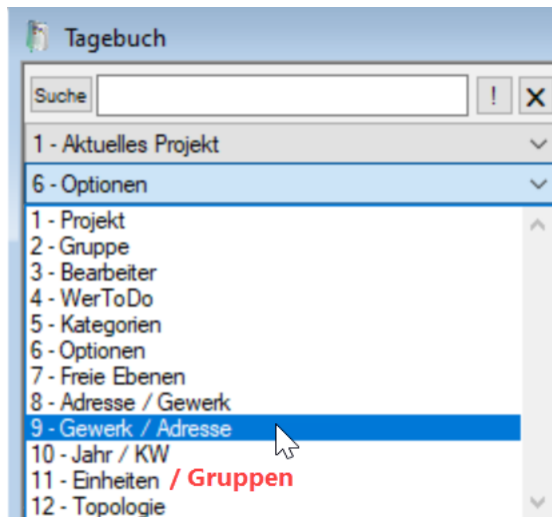 Tagebuch
Suche ! X
1 - Aktuelles Projekt
6 - Optionen
1 - Projekt
2 - Gruppe
3 - Bearbeiter
4 - WerToDo
5 - Kategorien
6 - Optionen
7 - Freie Ebenen
8 - Adresse / Gewerk
9 - Gewerk / Adresse
10 - Jahr / KW
11 - Einheiten / Gruppen
12 - Topologie